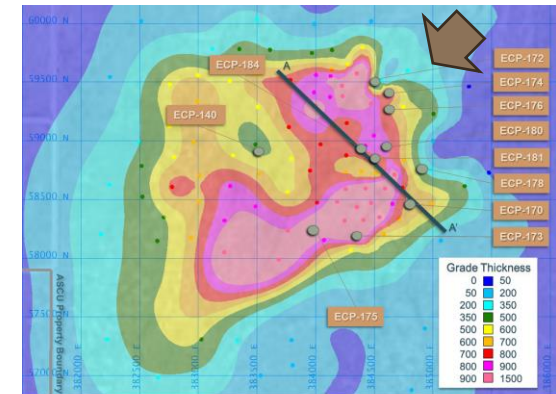 60000 N
59500 N
59000 N
58500 N
58000 N
57500 N
57000 N
382000 E
382500 E
383000 E
383500 E
384000 E
384500 E
385000 E
386000 E
ECP-184
ECP-140
A
ECP-172
ECP-174
ECP-176
ECP-180
ECP-181
ECP-178
ECP-170
ECP-173
A'
ECP-175
ASCU Property Boundary
Grade Thickness
0 50
50 200
200 350
350 500
500 600
600 700
700 800
800 900
900 1500